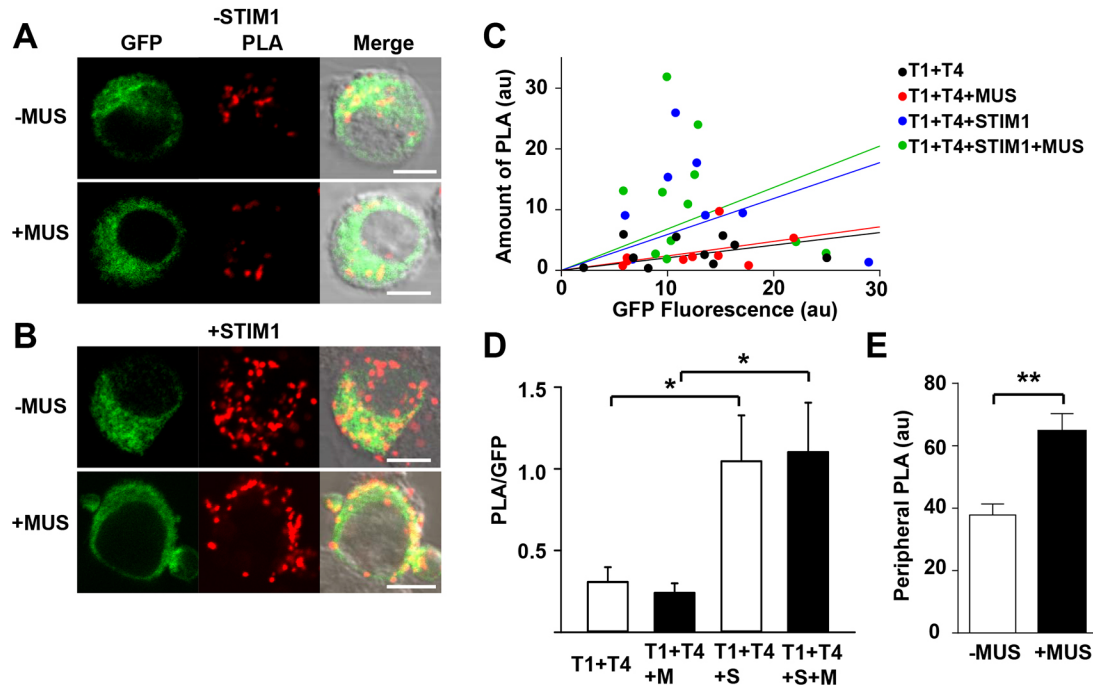 A
-STIM1
GFP PLA Merge
-MUS
+MUS
B
+STIM1
-MUS
+MUS
C
Amount of PLA (au)
30
20
10
0
0 10 20 30
GFP Fluorescence (au)
T1+T4
T1+T4+MUS
T1+T4+STIM1
T1+T4+STIM1+MUS
D
PLA/GFP
1.5
1.0
0.5
*
*
T1+T4
T1+T4
+M
T1+T4
+S
T1+T4
+S+M
E
Peripheral PLA (au)
80
60
40
20
0
**
-MUS +MUS